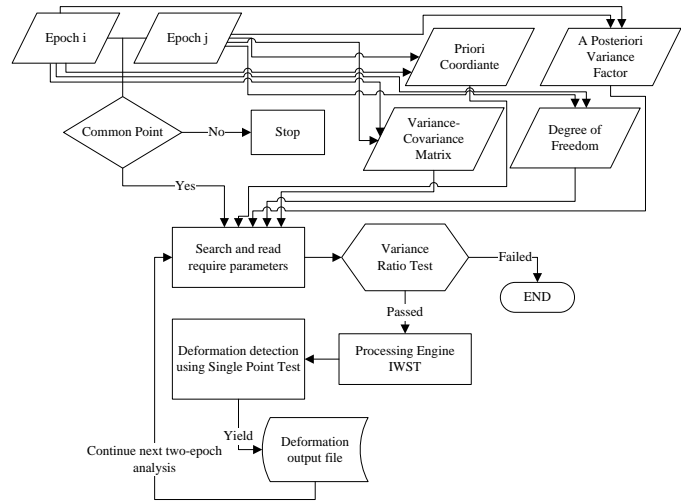 Epoch i
Epoch j
Priori
Coordiante
A Posteriori
Variance
Factor
Common Point
No
Stop
Variance-
Covariance
Matrix
Degree of
Freedom
Yes
Search and read
require parameters
Variance
Ratio Test
Failed
END
Passed
Deformation detection
using Single Point Test
Processing Engine
IWST
Yield
Deformation
output file
Continue next two-epoch
analysis